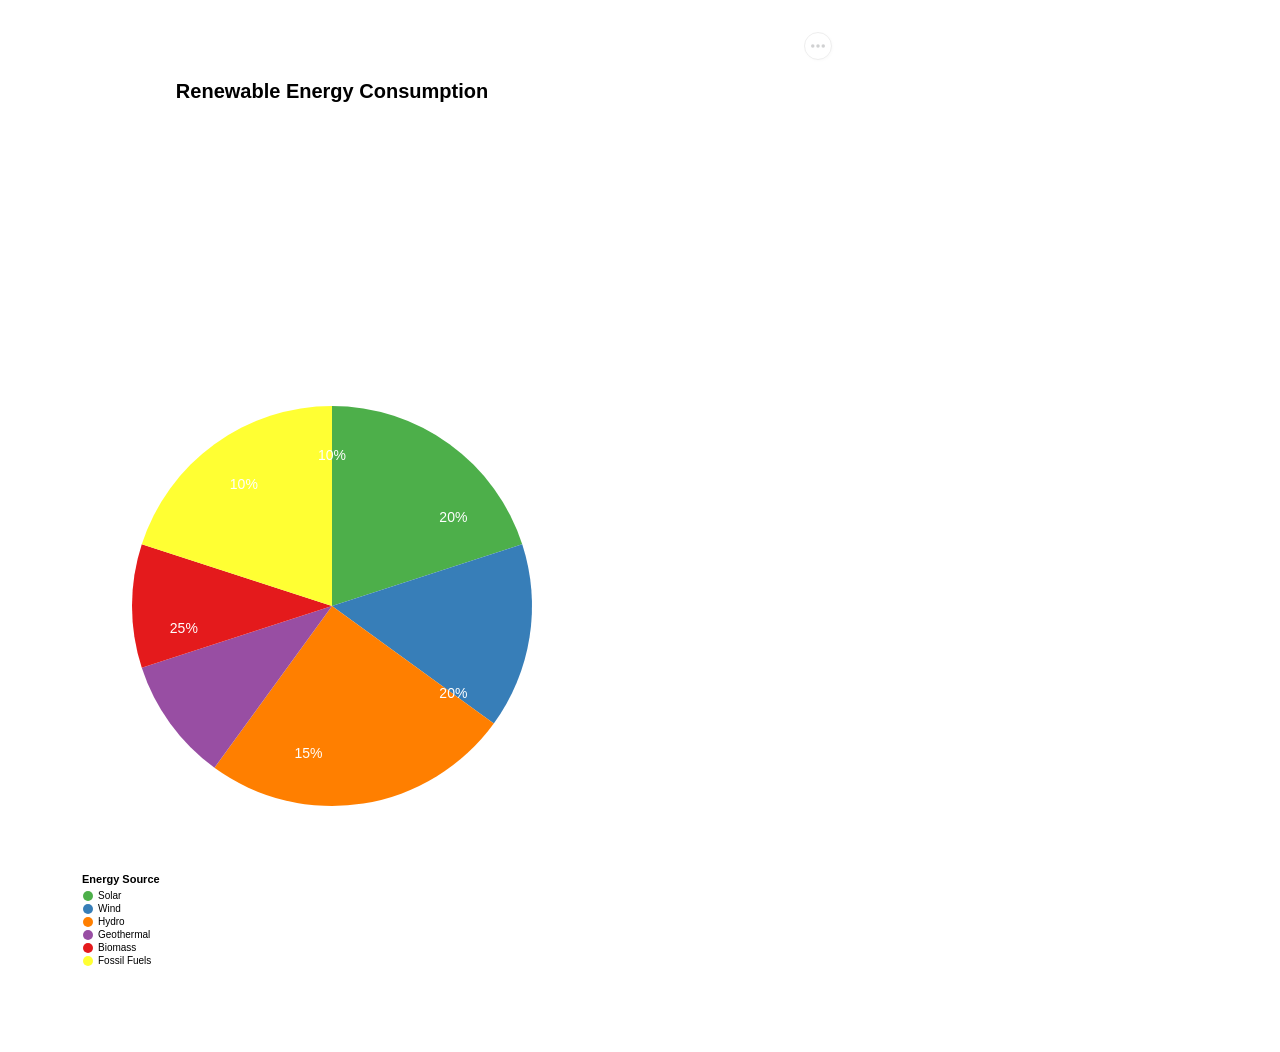 Renewable Energy Consumption
10%
10%
20%
25%
20%
15%
Energy Source
Solar
Wind
Hydro
Geothermal
Biomass
Fossil Fuels